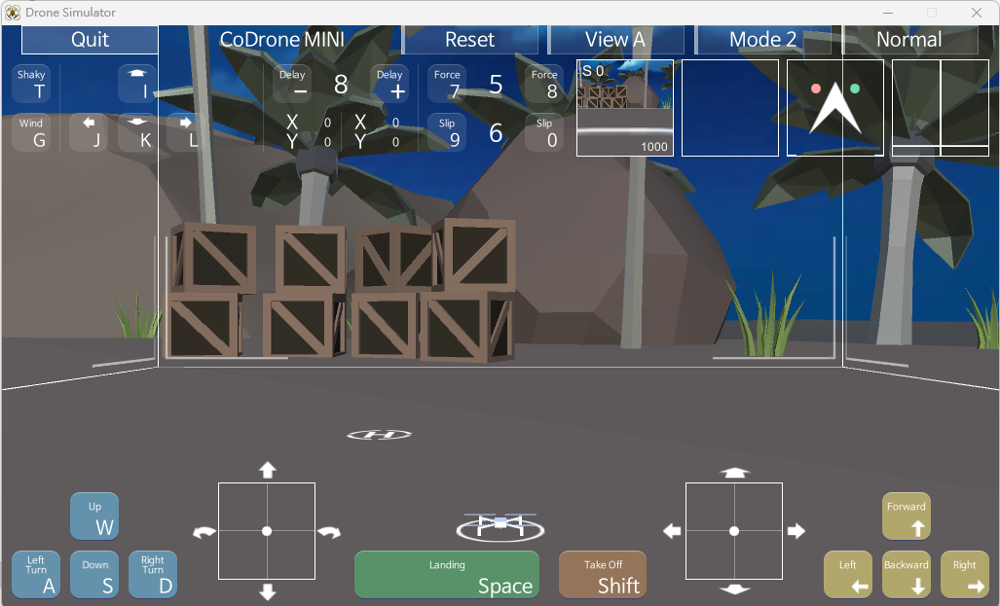 Drone Simulator
Quit
CoDrone MINI
Reset
View A
Mode 2
Normal
Shaky
T
I
Delay
−
8
Delay
+
Force
7
5
Force
8
S 0
1000
Wind
G
J
K
L
X 0
Y 0
X 0
Y 0
Slip
9
6
Slip
0
H
Up
W
Left
Turn
A
Down
S
Right
Turn
D
Landing
Space
Take Off
Shift
Forward
Left
Backward
Right